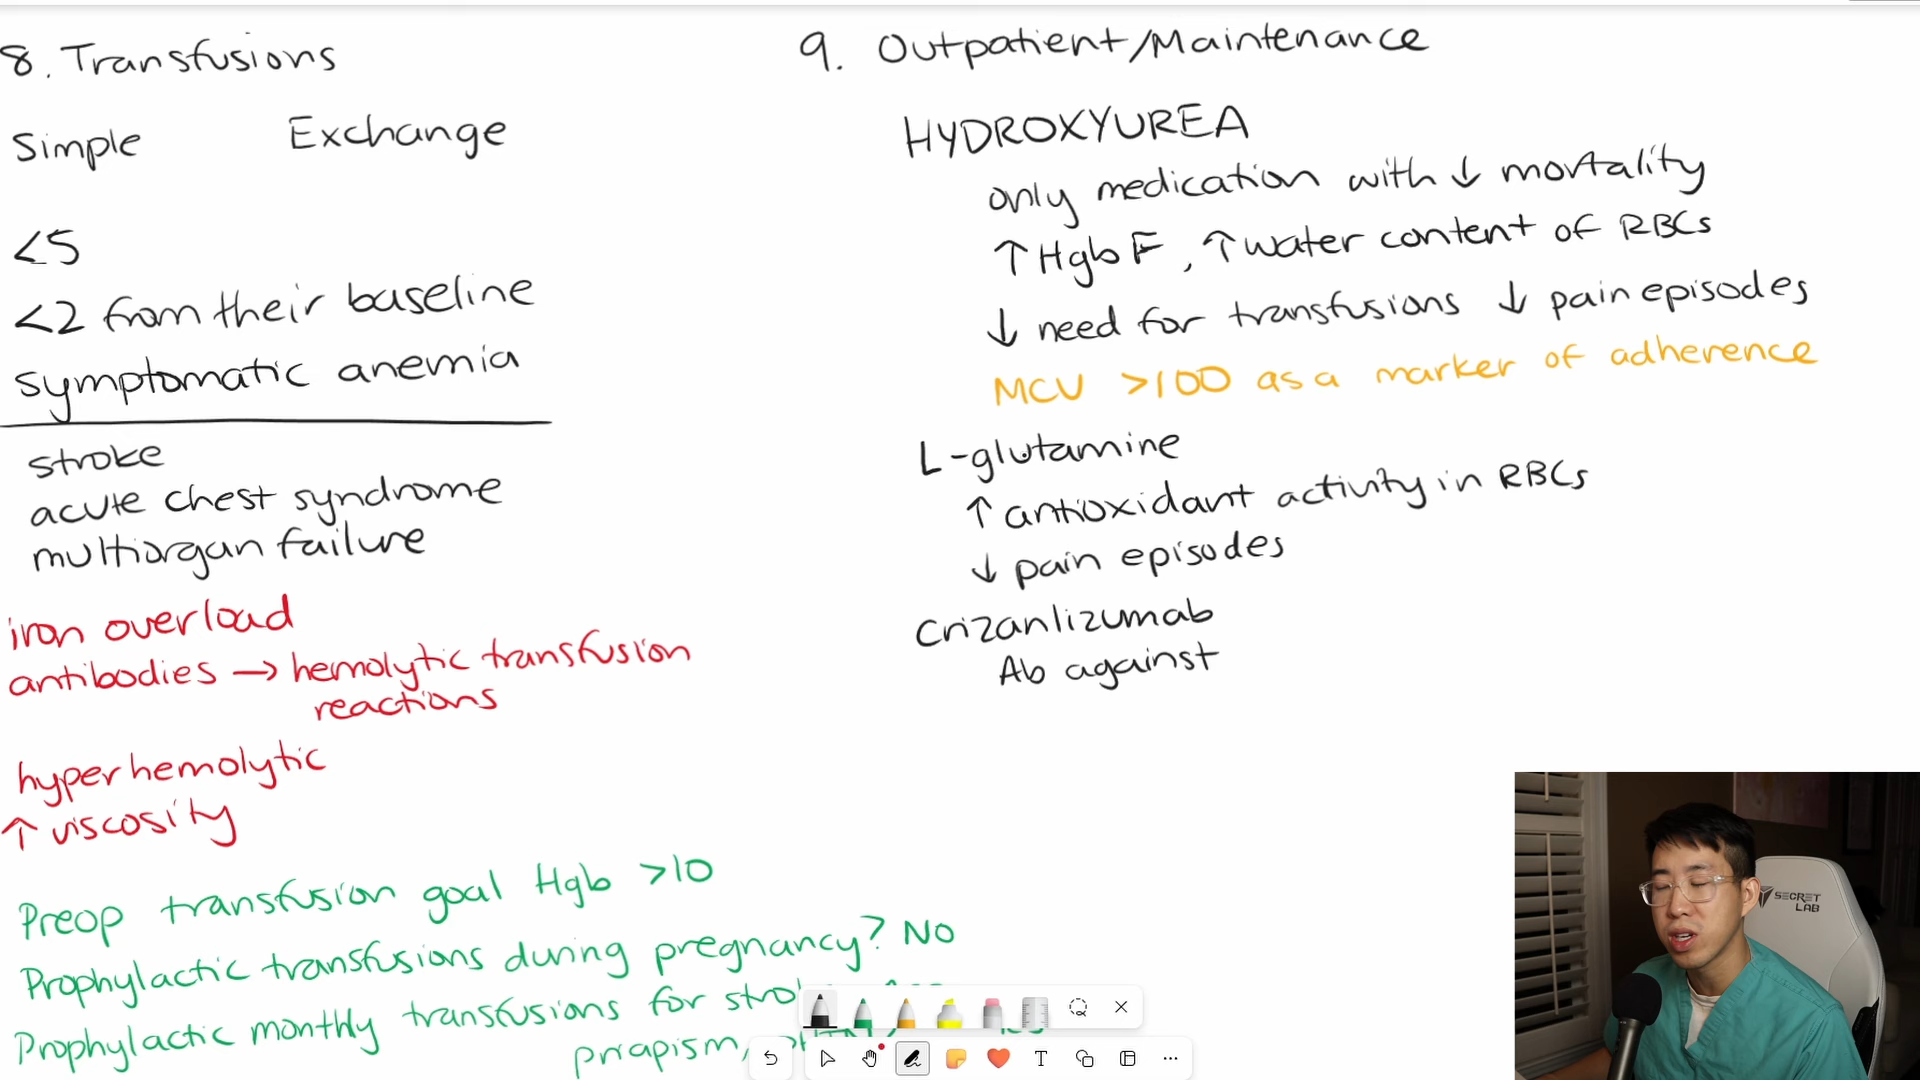 8. Transfusions
Simple Exchange
<5
<2 from their baseline
symptomatic anemia
stroke
acute chest syndrome
multiorgan failure
iron overload
antibodies → hemolytic transfusion
reactions
hyperhemolytic
↑ viscosity
Preop transfusion goal Hgb >10
Prophylactic transfusions during pregnancy? No
Prophylactic monthly transfusions for
priapism,
9. Outpatient/Maintenance
HYDROXYUREA
only medication with ↓ mortality
↑ Hgb F, ↑ water content of RBCs
↓ need for transfusions ↓ pain episodes
MCV >100 as a marker of adherence
L-glutamine
↑ antioxidant activity in RBCs
↓ pain episodes
Crizanlizumab
Ab against
SECRET
LAB
T